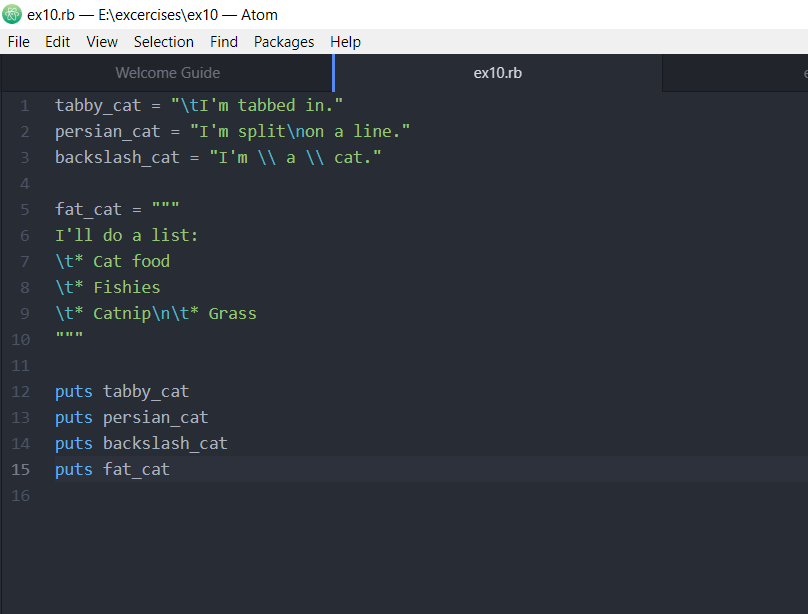 ex10.rb — E:\excercises\ex10 — Atom
File Edit View Selection Find Packages Help
Welcome Guide ex10.rb e
1 tabby_cat = "\tI'm tabbed in."
2 persian_cat = "I'm split\non a line."
3 backslash_cat = "I'm \\ a \\ cat."
4
5 fat_cat = """
6 I'll do a list:
7 \t* Cat food
8 \t* Fishies
9 \t* Catnip\n\t* Grass
10 """
11
12 puts tabby_cat
13 puts persian_cat
14 puts backslash_cat
15 puts fat_cat
16